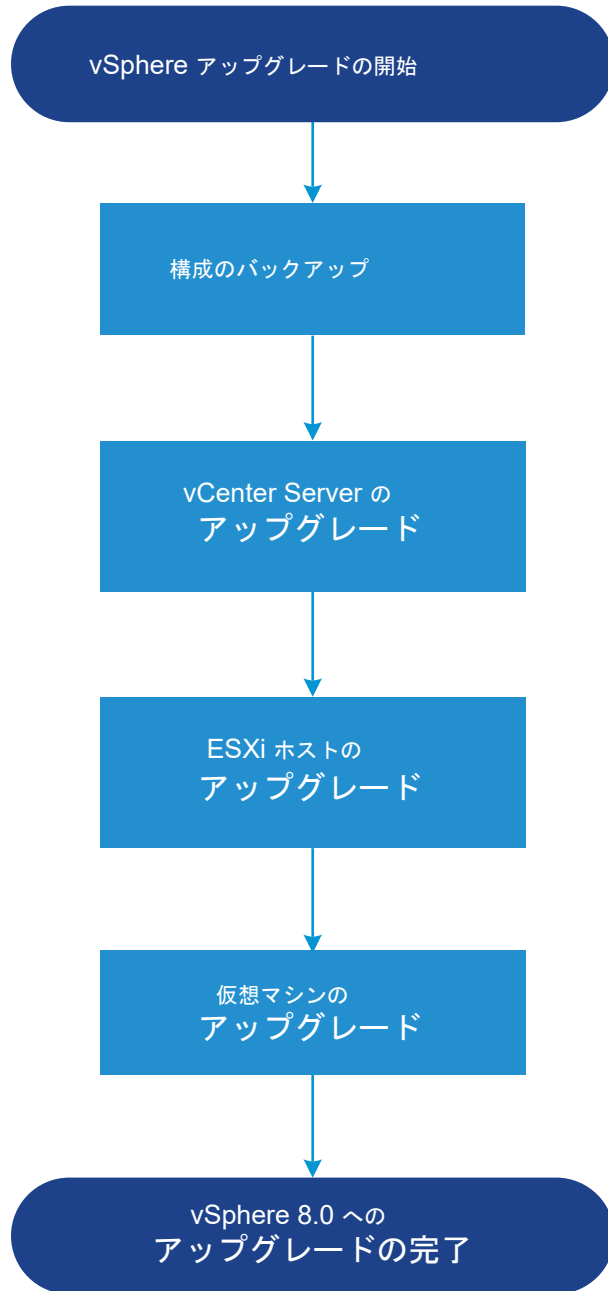 vSphere アップグレードの開始
構成のバックアップ
vCenter Server の
アップグレード
ESXi ホストの
アップグレード
仮想マシンの
アップグレード
vSphere 8.0 への
アップグレードの完了